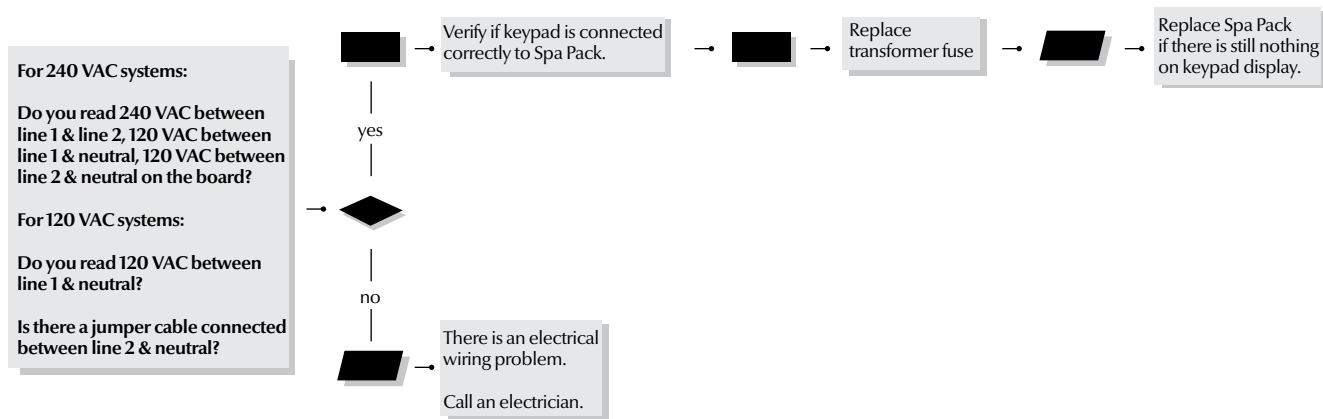 For 240 VAC systems:
Do you read 240 VAC between
line 1 & line 2, 120 VAC between
line 1 & neutral, 120 VAC between
line 2 & neutral on the board?
For 120 VAC systems:
Do you read 120 VAC between
line 1 & neutral?
Is there a jumper cable connected
between line 2 & neutral?
yes
Verify if keypad is connected
correctly to Spa Pack.
Replace
transformer fuse
Replace Spa Pack
if there is still nothing
on keypad display.
no
There is an electrical
wiring problem.
Call an electrician.